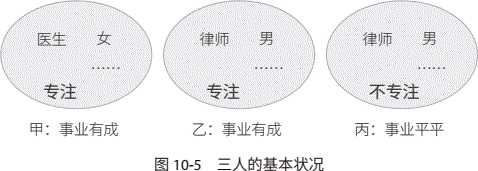 医生 女 律师 男 律师 男
…… …… ……
专注 专注 不专注
甲：事业有成 乙：事业有成 丙：事业平平
图 10-5 三人的基本状况